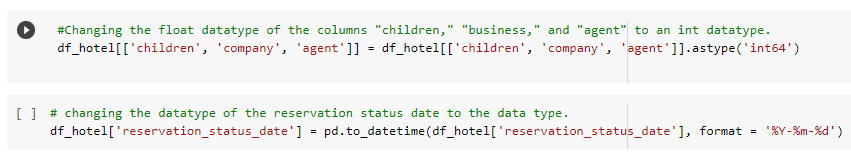 #Changing the float datatype of the columns "children," "business," and "agent" to an int datatype.
df_hotel[['children', 'company', 'agent']] = df_hotel[['children', 'company', 'agent']].astype('int64')
[ ] # changing the datatype of the reservation status date to the data type.
df_hotel['reservation_status_date'] = pd.to_datetime(df_hotel['reservation_status_date'], format = '%Y-%m-%d')